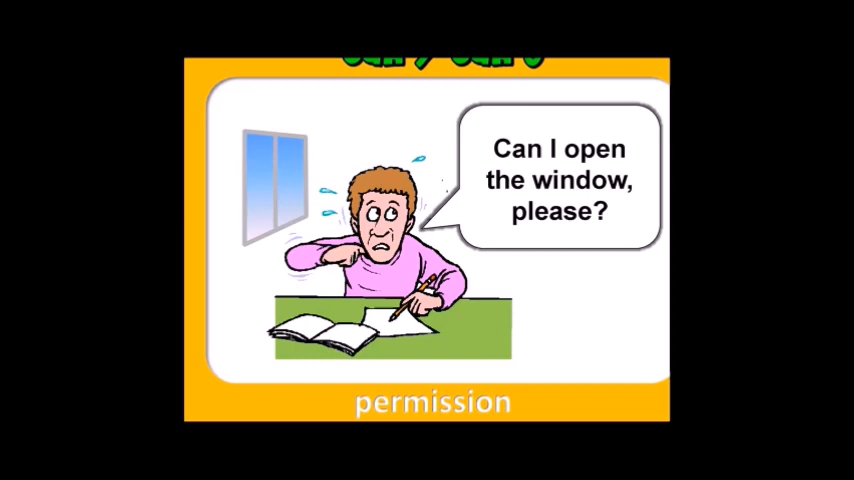 Can I open
the window,
please?
permission